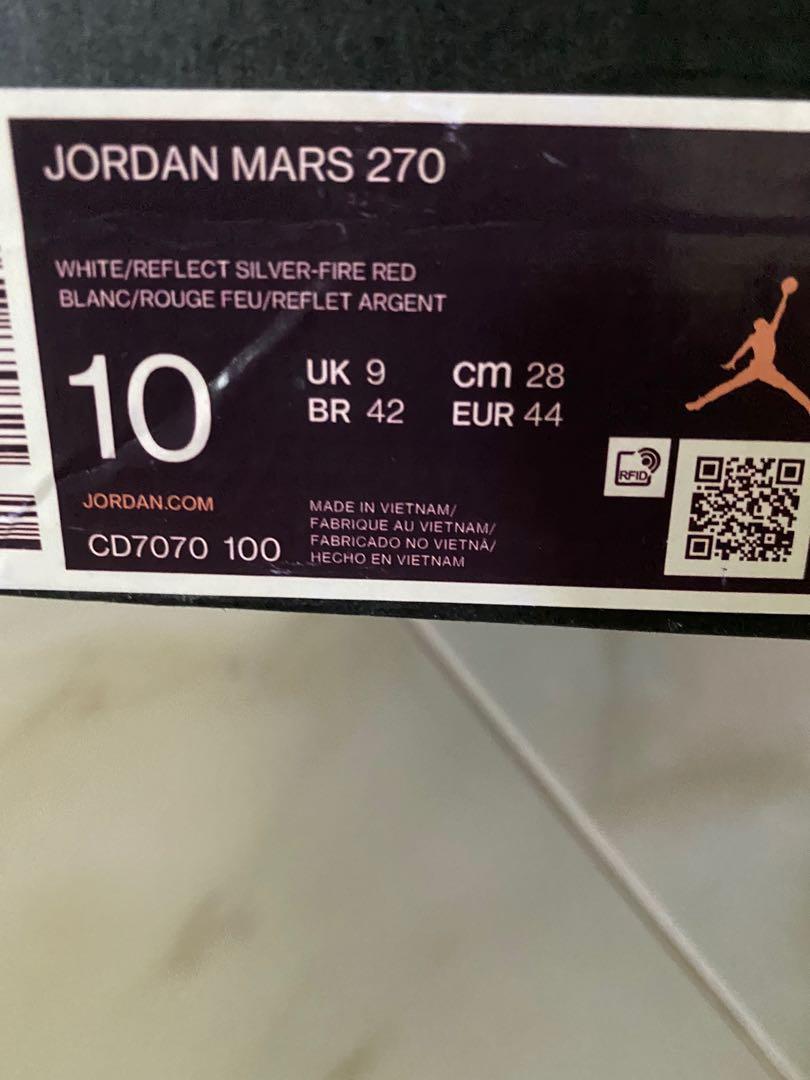 JORDAN MARS 270
WHITE/REFLECT SILVER-FIRE RED
BLANC/ROUGE FEU/REFLET ARGENT
10
UK 9 cm 28
BR 42 EUR 44
RFID
JORDAN.COM
CD7070 100
MADE IN VIETNAM/
FABRIQUE AU VIETNAM/
FABRICADO NO VIETNÃ/
HECHO EN VIETNAM